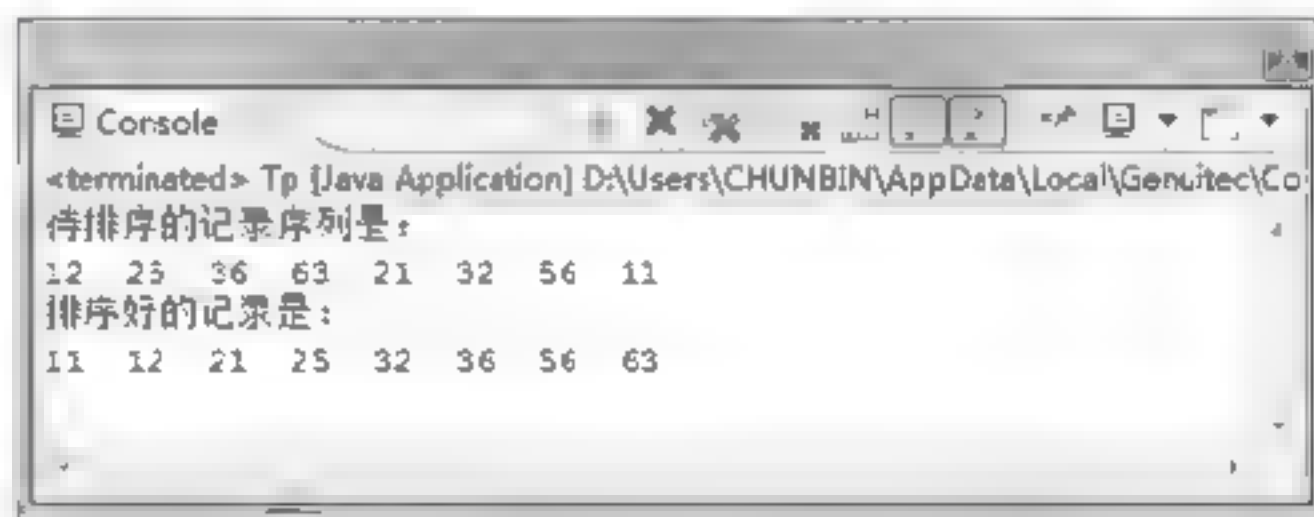 Console
<terminated> Tp [Java Application] D:\Users\CHUNBIN\AppData\Local\Genuitec\Co
待排序的记录序列是：
12 25 36 63 21 32 56 11
排序好的记录是：
11 12 21 25 32 36 56 63